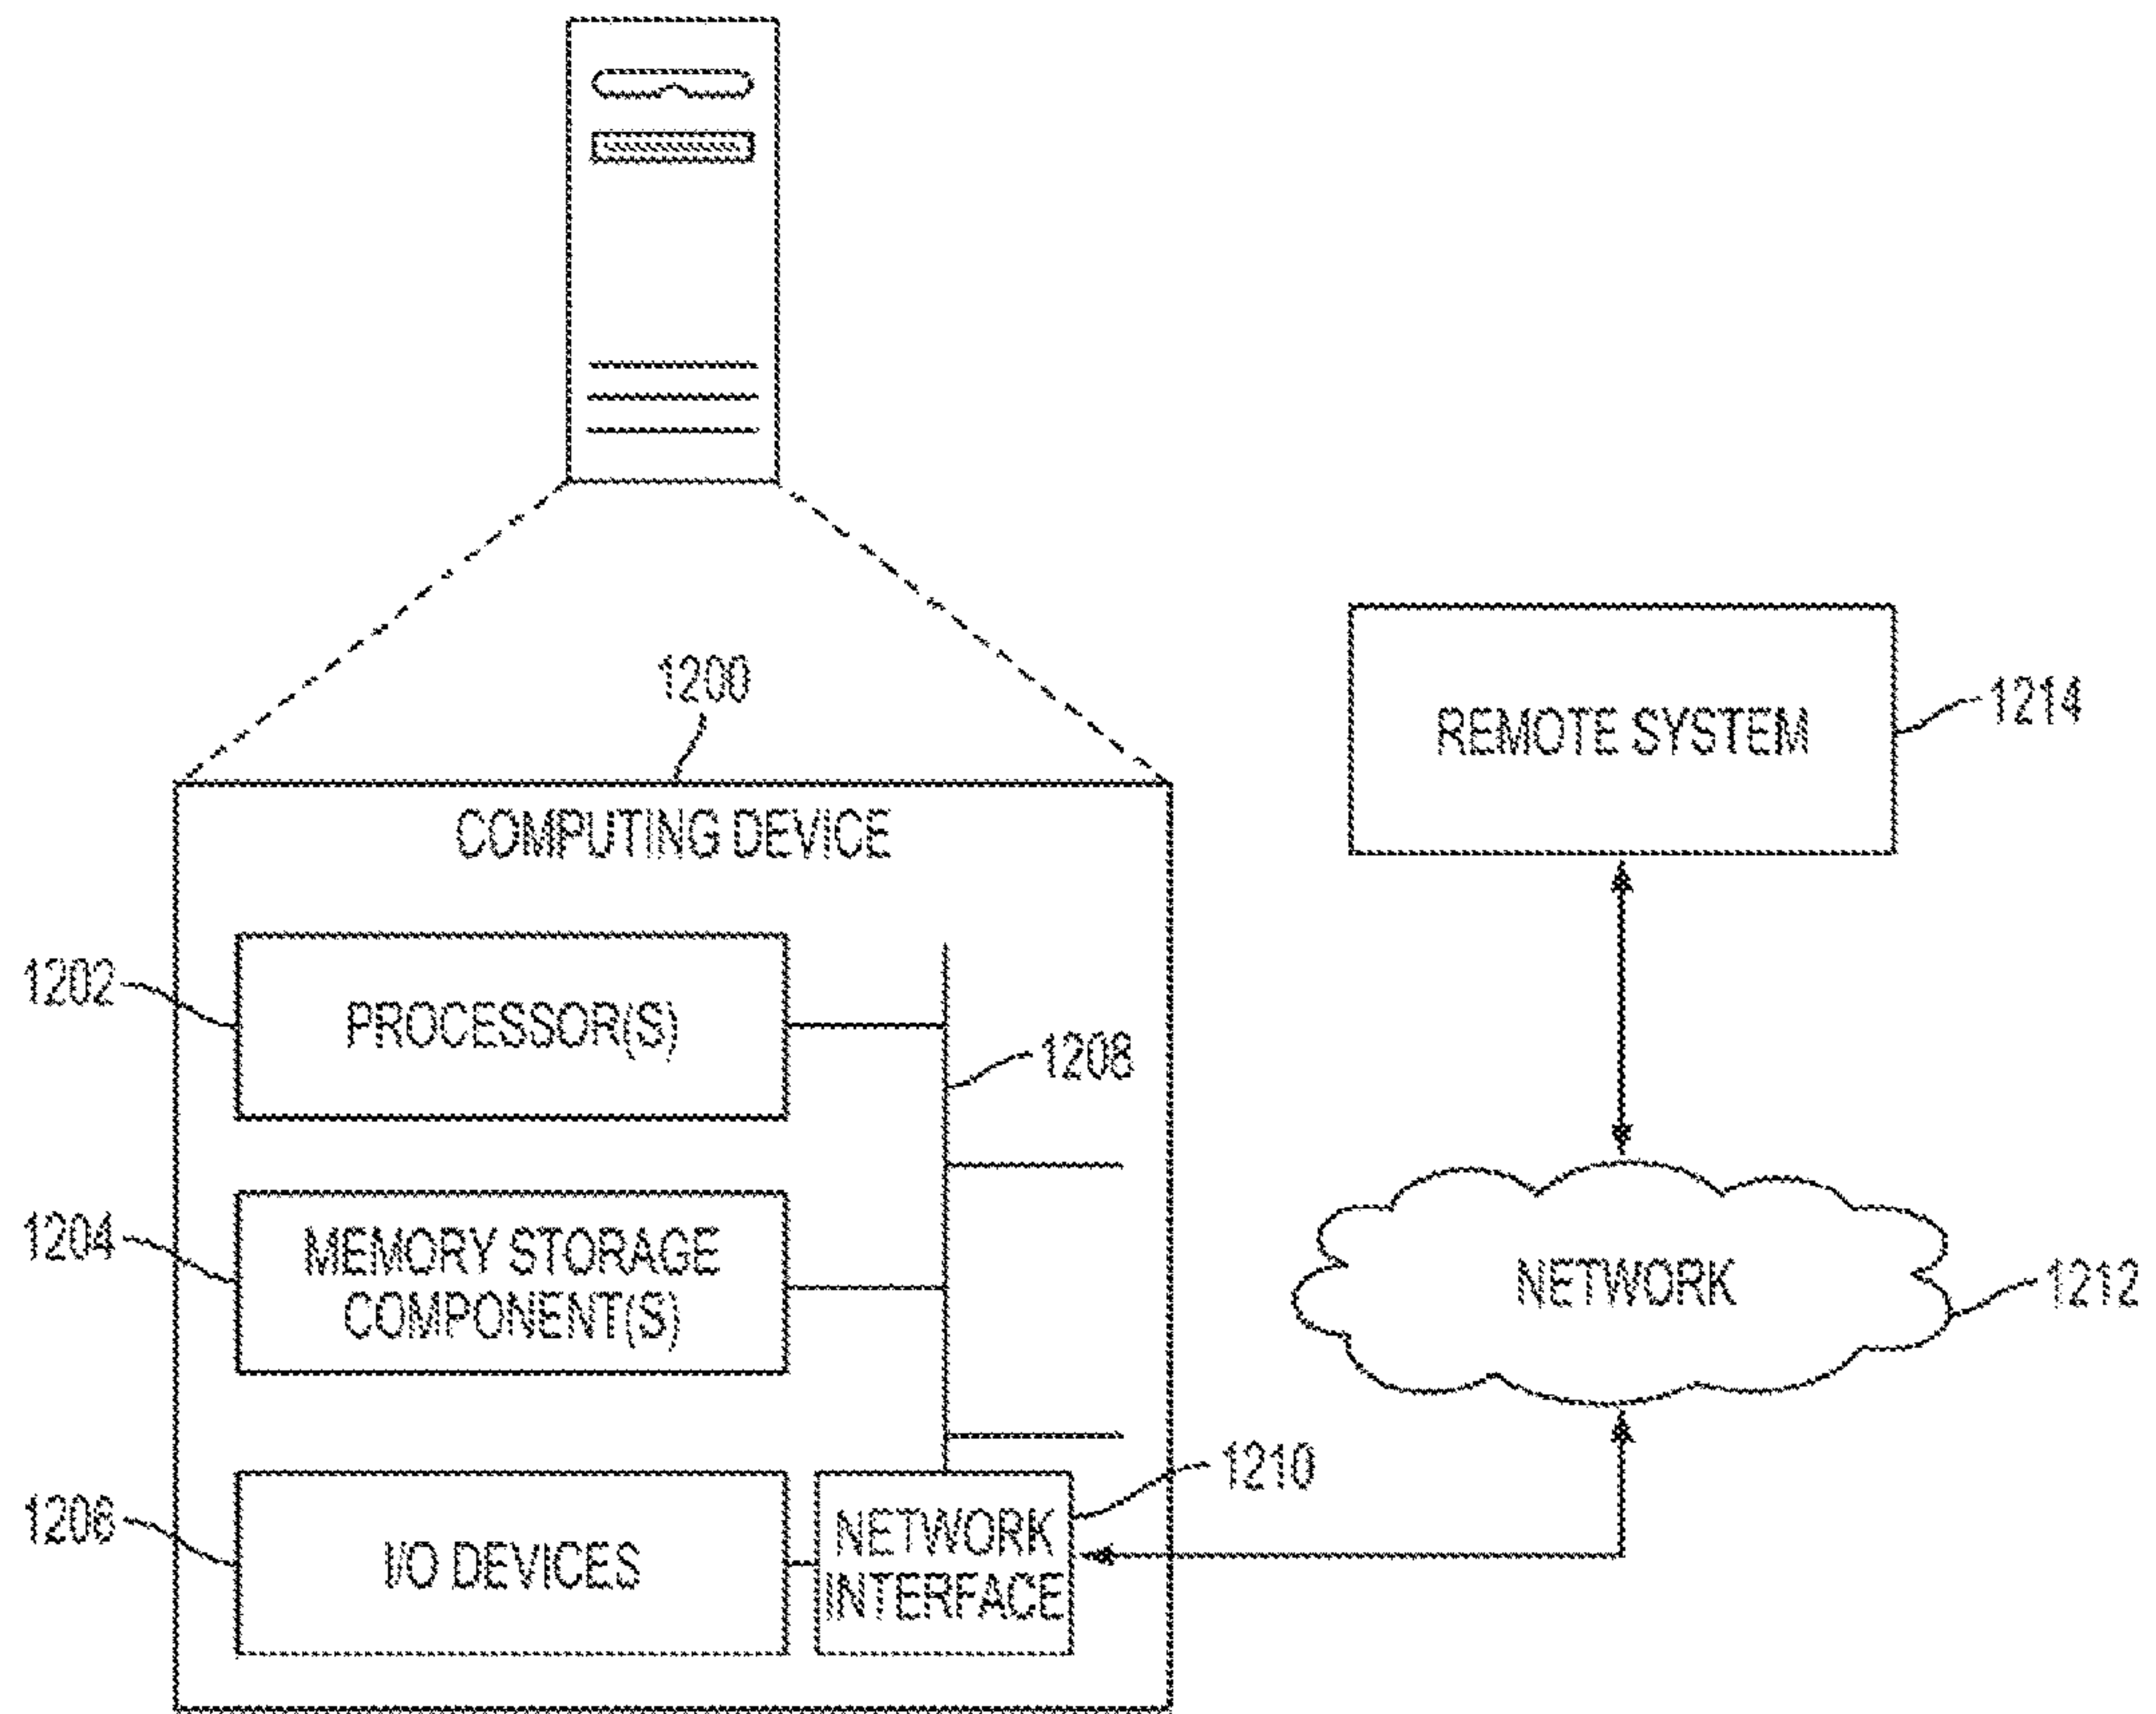 1200
COMPUTING DEVICE
REMOTE SYSTEM
1214
1202
PROCESSOR(S)
1208
1204
MEMORY STORAGE
COMPONENT(S)
NETWORK
1212
1206
I/O DEVICES
NETWORK
INTERFACE
1210